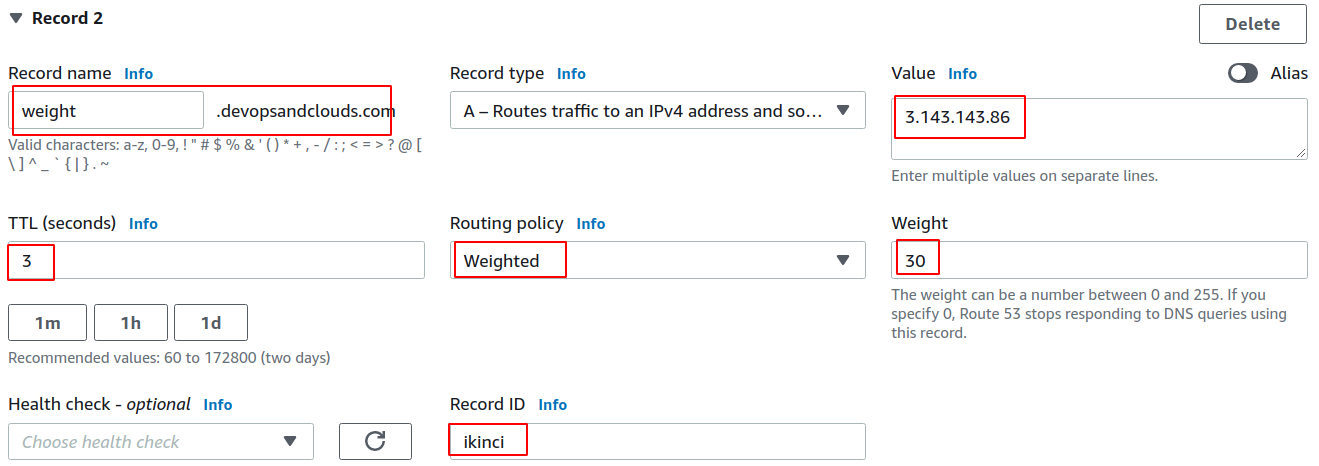 ▼ Record 2
Delete
Record name Info
weight .devopsandclouds.com
Valid characters: a-z, 0-9, ! " # $ % & ' ( ) * + , - / : ; < = > ? @ [
\ ] ^ _ ` { | } . ~
Record type Info
A – Routes traffic to an IPv4 address and so...
Value Info
Alias
3.143.143.86
Enter multiple values on separate lines.
TTL (seconds) Info
3
1m 1h 1d
Recommended values: 60 to 172800 (two days)
Routing policy Info
Weighted
Weight
30
The weight can be a number between 0 and 255. If you
specify 0, Route 53 stops responding to DNS queries using
this record.
Health check - optional Info
Choose health check
Record ID Info
ikinci